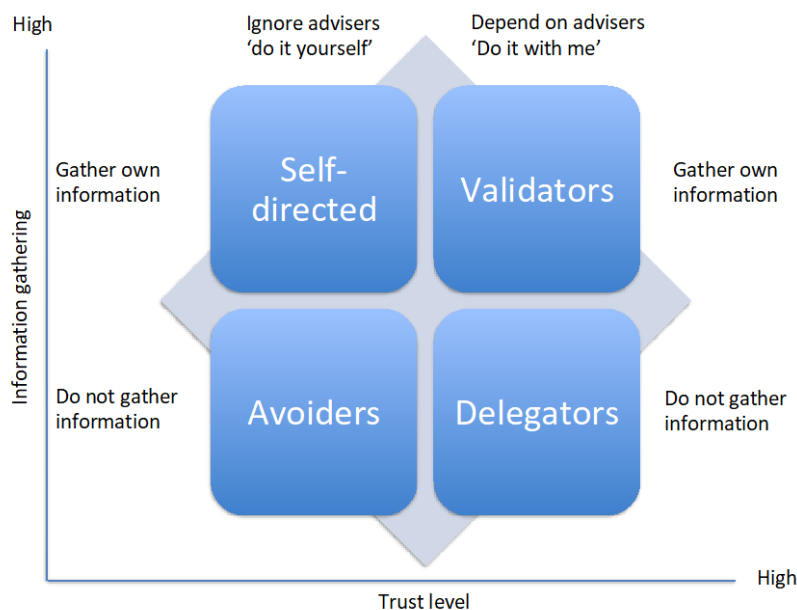 High
Ignore advisers
‘do it yourself’
Depend on advisers
‘Do it with me’
Gather own
information
Self-
directed
Validators
Gather own
information
Information gathering
Do not gather
information
Avoiders
Delegators
Do not gather
information
High
Trust level